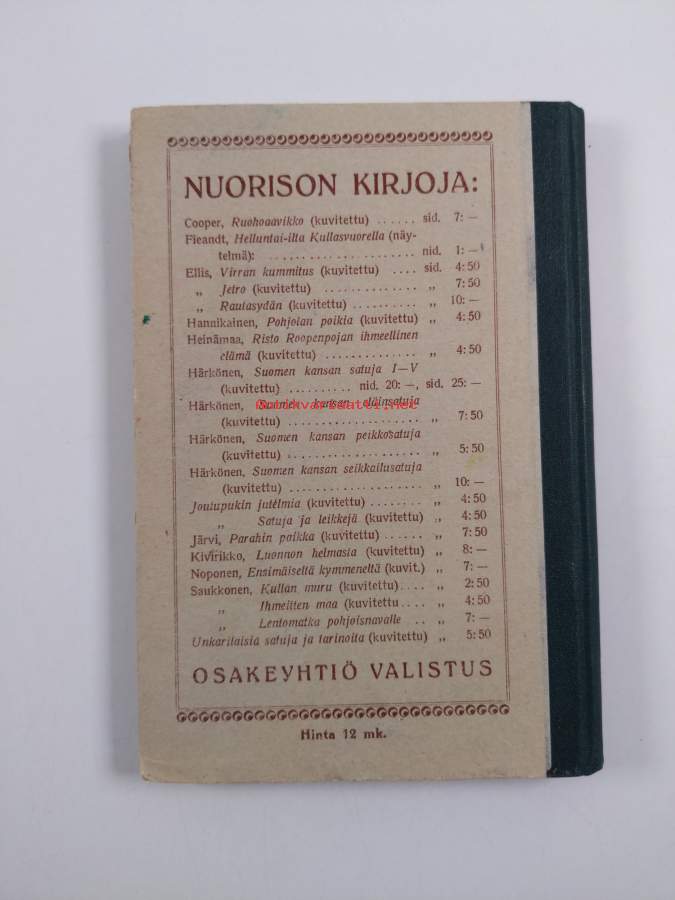 NUORISON KIRJOJA:
Cooper, Ruohoaavikko (kuvitettu) ...... sid. 7: —
Fieandt, Helluntai-ilta Kullasvuorella (näy-
telmä): ...................... nid. 1: —
Ellis, Virran kummitus (kuvitettu) .... sid. 4: 50
„ Jetro (kuvitettu) .............. „ 7: 50
„ Rautasydän (kuvitettu) .......... „ 10: —
Hannikainen, Pohjolan poikia (kuvitettu) „ 4: 50
Heinämaa, Risto Roopenpojan ihmeellinen
elämä (kuvitettu) .............. „ 4: 50
Härkönen, Suomen kansan satuja I—V
(kuvitettu) .......... nid. 20: —, sid. 25: —
Härkönen, Suomen kansan eläinsatuja
Antikvariaatti.net
(kuvitettu) .................... „ 7: 50
Härkönen, Suomen kansan peikkosatuja
(kuvitettu) .................... „ 5: 50
Härkönen, Suomen kansan seikkailusatuja
(kuvitettu) .................... „ 10: —
Joulupukin jutelmia (kuvitettu) ........ „ 4: 50
„ Satuja ja leikkejä (kuvitettu) „ 4: 50
Järvi, Parahin paikka (kuvitettu) ...... „ 7: 50
Kivirikko, Luonnon helmasta (kuvitettu) „ 8: —
Noponen, Ensimäiseltä kymmeneltä (kuvit.) „ 7: —
Saukkonen, Kullan muru (kuvitettu).... „ 2: 50
„ Ihmeitten maa (kuvitettu.... „ 4: 50
„ Lentomatka pohjoisnavalle .. „ 7: —
Unkarilaisia satuja ja tarinoita (kuvitettu) „ 5: 50
OSAKEYHTIÖ VALISTUS
Hinta 12 mk.